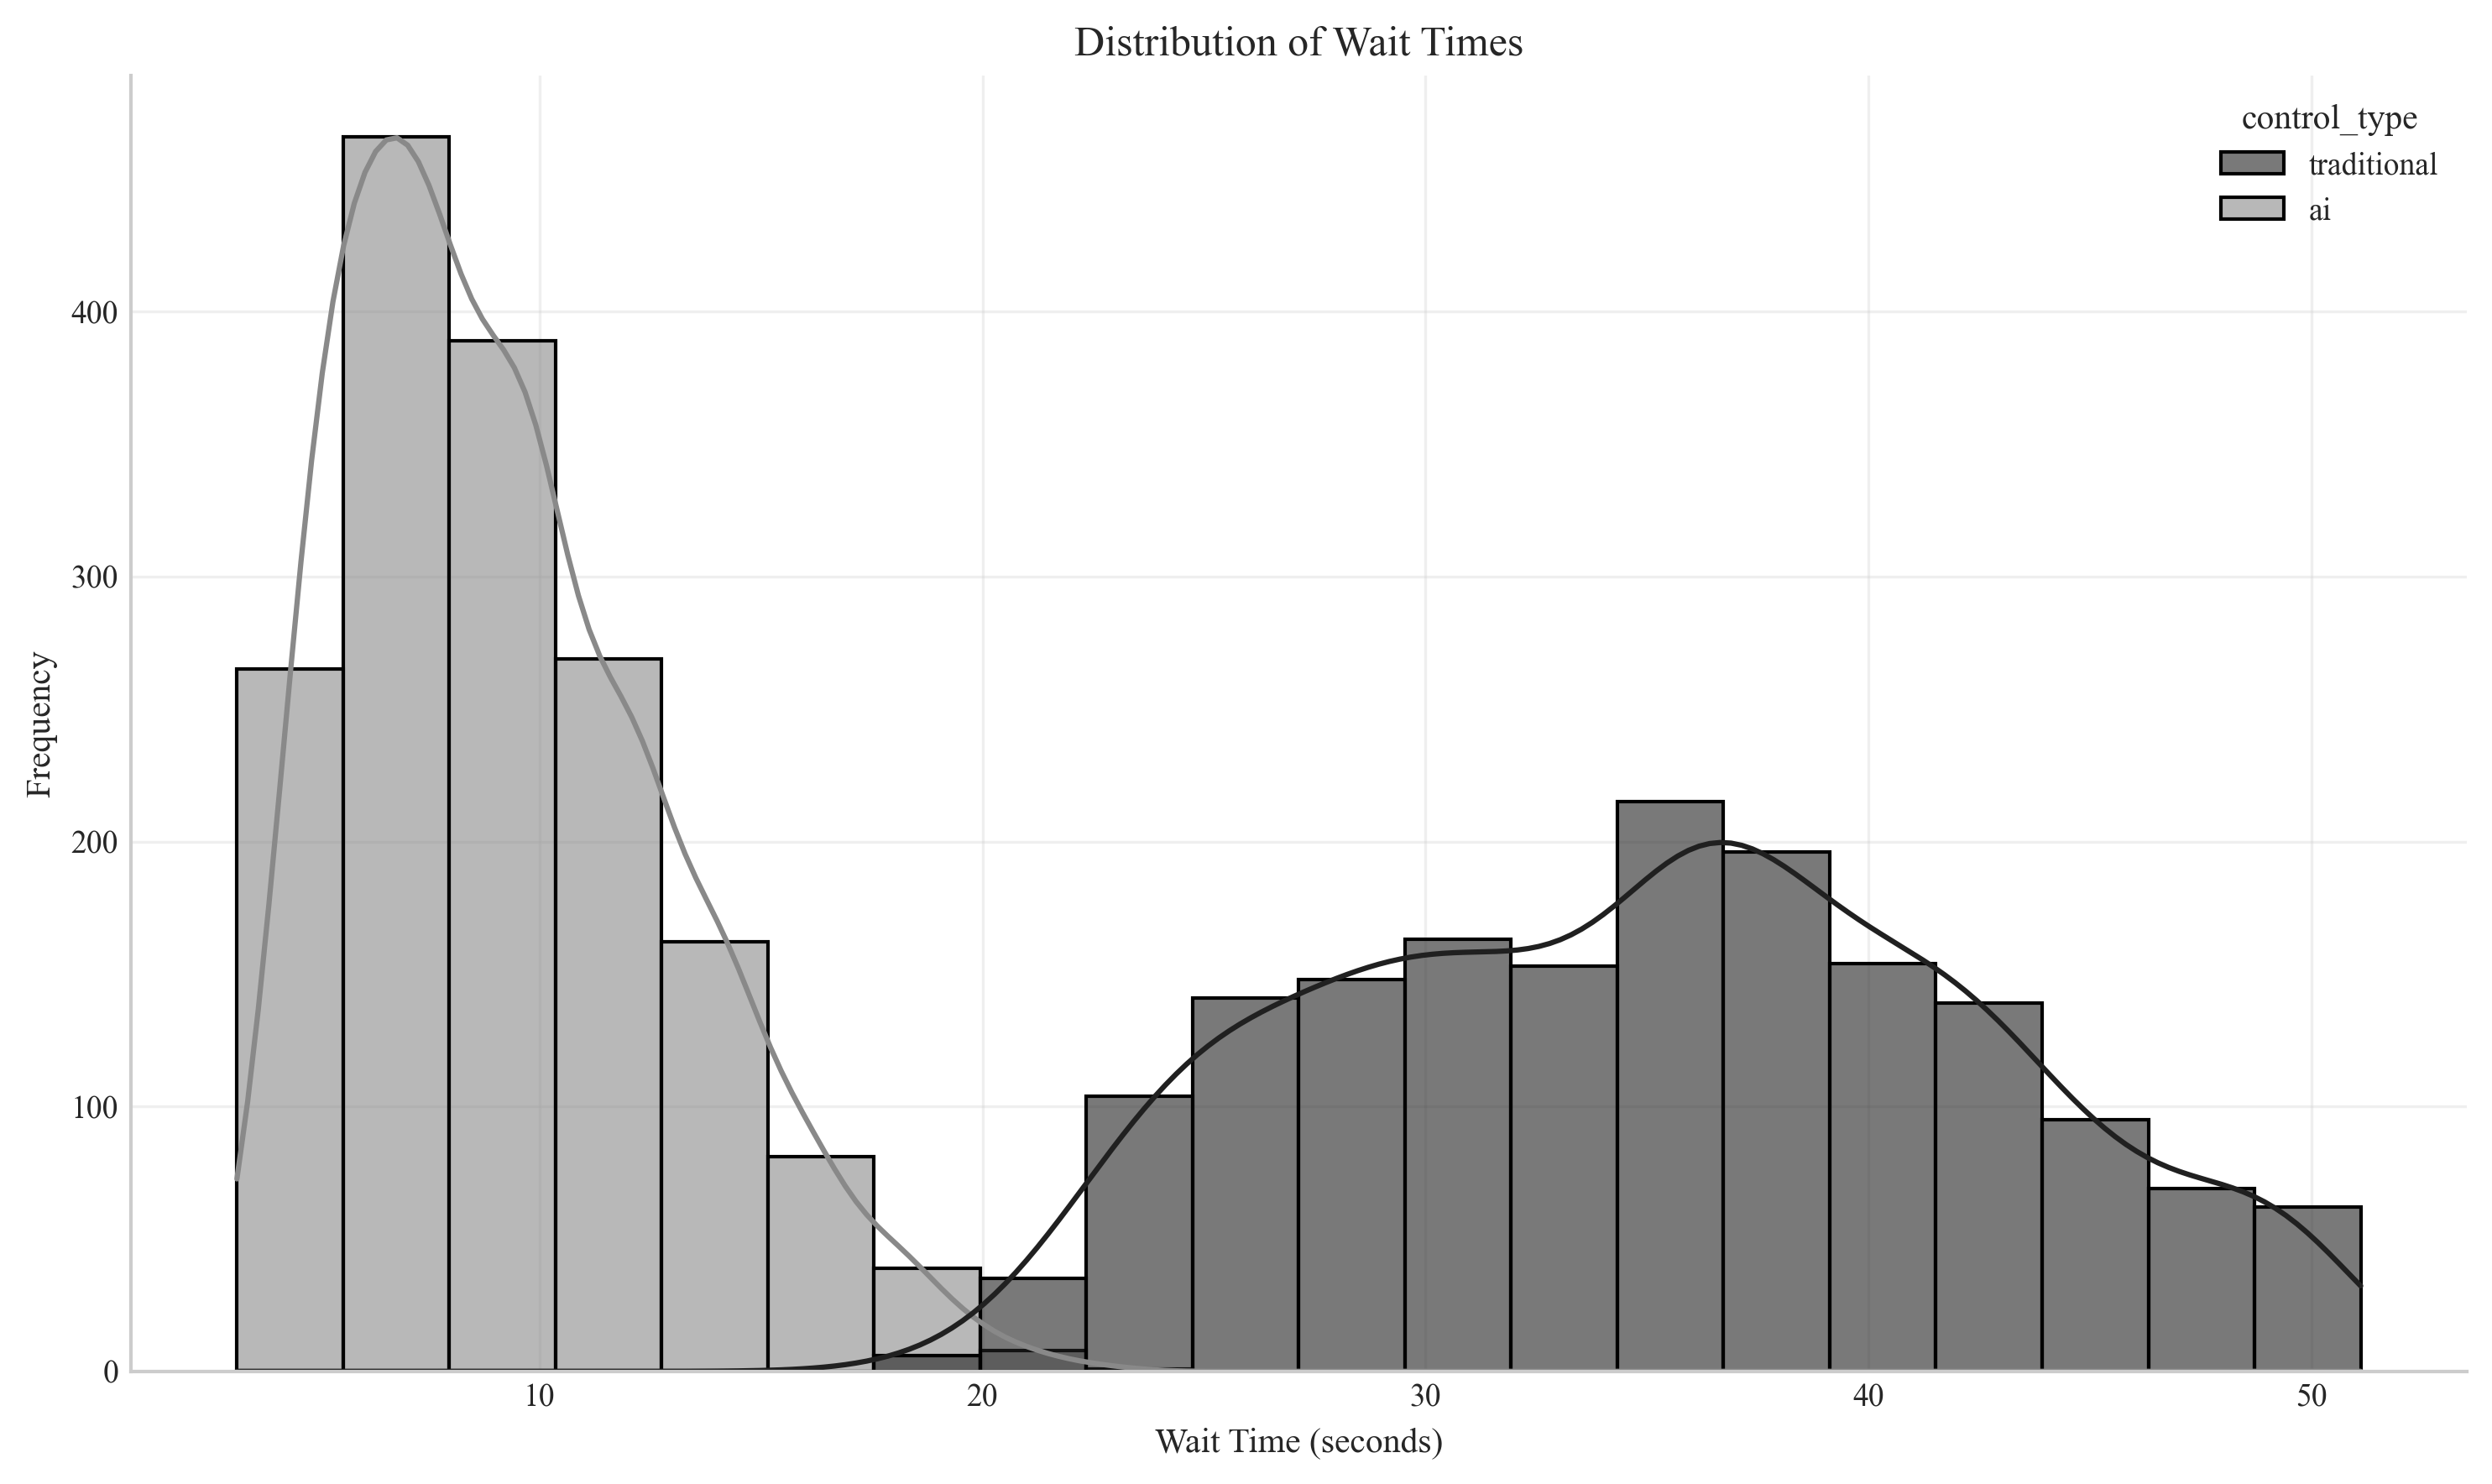 Distribution of Wait Times
control_type
traditional
ai
Frequency
400
300
200
100
0
10 20 30 40 50
Wait Time (seconds)